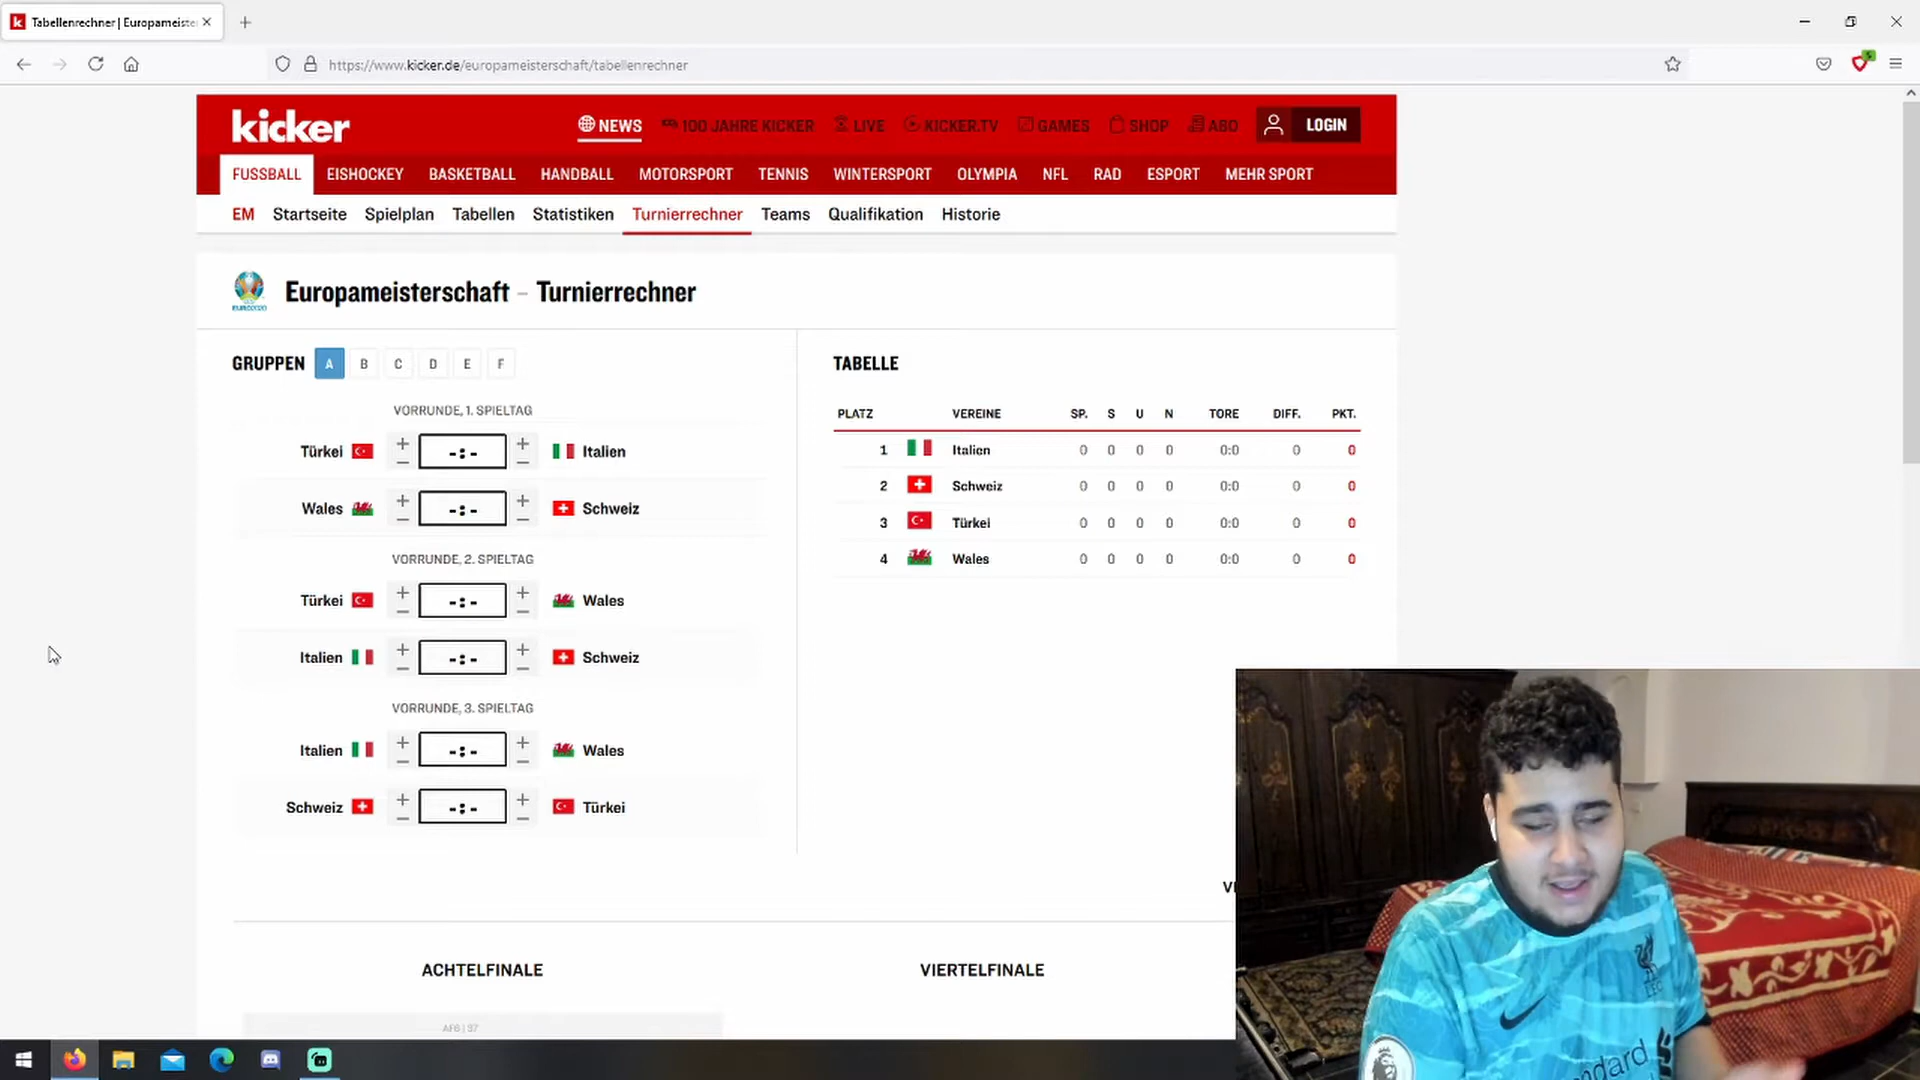 Tabellenrechner | Europameiste
https://www.kicker.de/europameisterschaft/tabellenrechner
kicker
NEWS 100 JAHRE KICKER LIVE KICKER.TV GAMES SHOP ABO LOGIN
FUSSBALL EISHOCKEY BASKETBALL HANDBALL MOTORSPORT TENNIS WINTERSPORT OLYMPIA NFL RAD ESPORT MEHR SPORT
EM Startseite Spielplan Tabellen Statistiken Turnierrechner Teams Qualifikation Historie
Europameisterschaft - Turnierrechner
GRUPPEN A B C D E F
VORRUNDE, 1. SPIELTAG
Türkei + - -:- + - Italien
Wales + - -:- + - Schweiz
VORRUNDE, 2. SPIELTAG
Türkei + - -:- + - Wales
Italien + - -:- + - Schweiz
VORRUNDE, 3. SPIELTAG
Italien + - -:- + - Wales
Schweiz + - -:- + - Türkei
TABELLE
PLATZ VEREINE SP. S U N TORE DIFF. PKT.
1 Italien 0 0 0 0 0:0 0 0
2 Schweiz 0 0 0 0 0:0 0 0
3 Türkei 0 0 0 0 0:0 0 0
4 Wales 0 0 0 0 0:0 0 0
ACHTELFINALE VIERTELFINALE
AF6 | 37
LFC